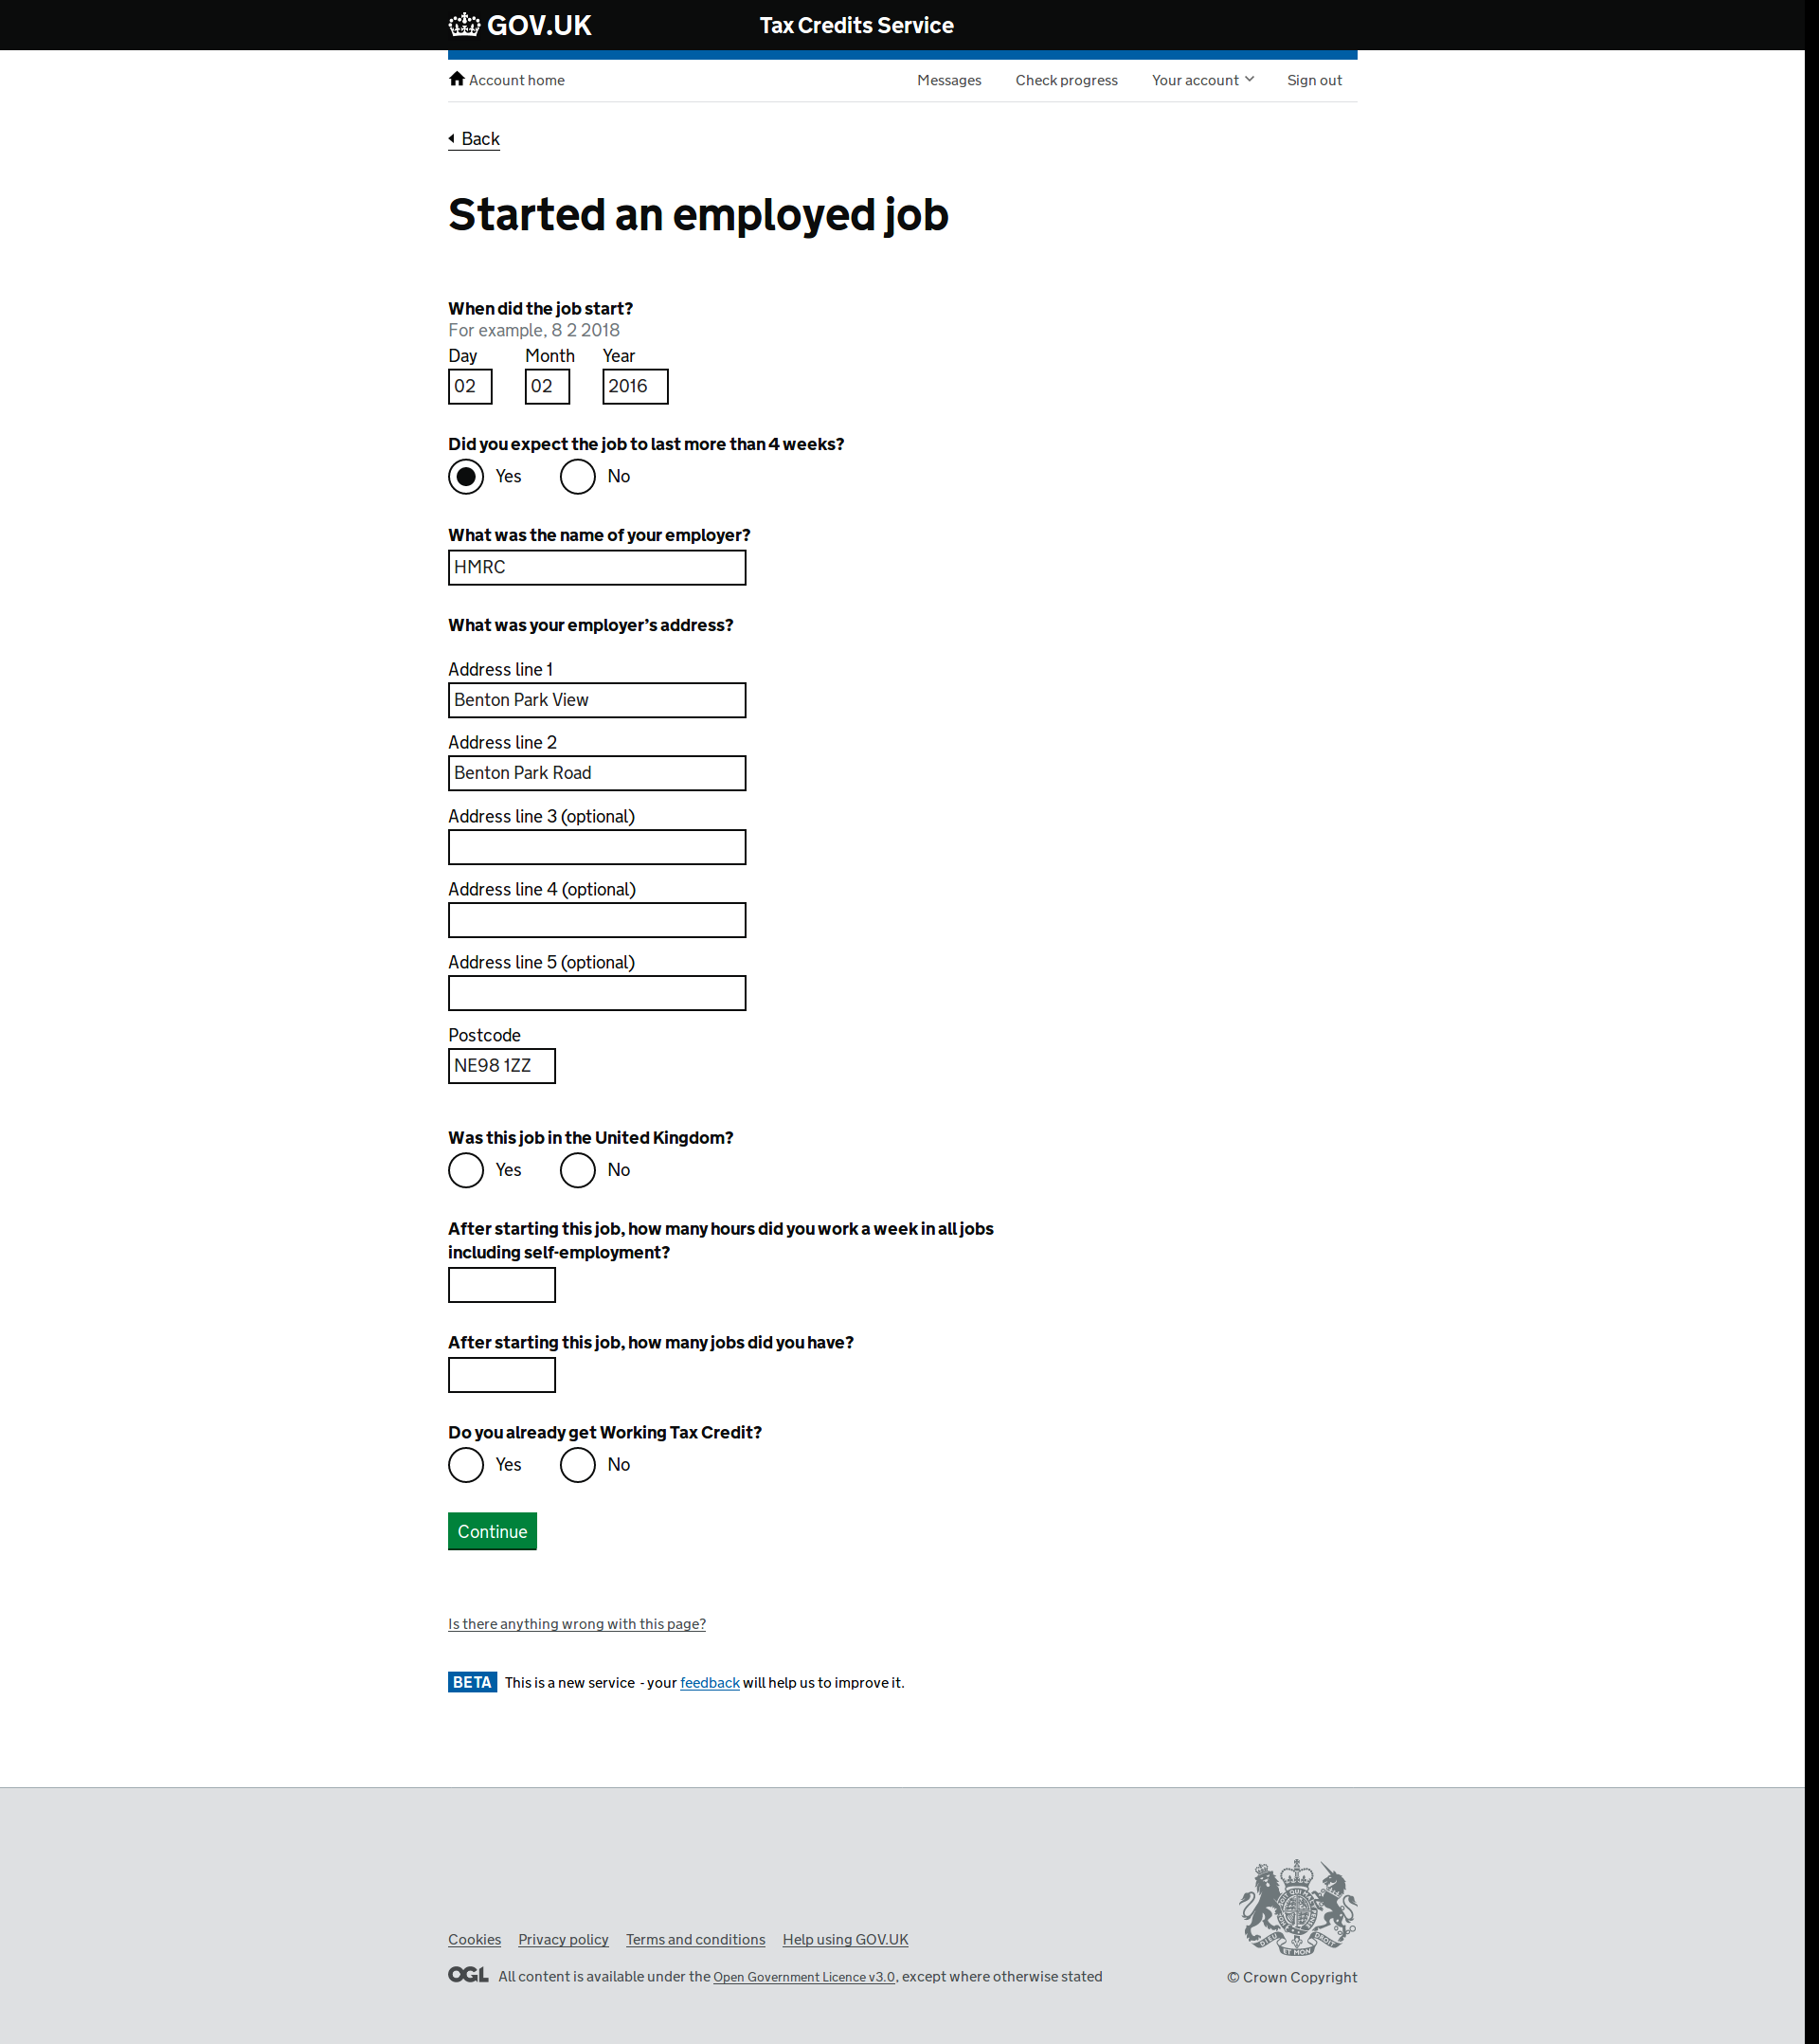 GOV.UK
Tax Credits Service
Account home
Messages
Check progress
Your account
Sign out
Back
Started an employed job
When did the job start?
For example, 8 2 2018
Day Month Year
02 02 2016
Did you expect the job to last more than 4 weeks?
Yes No
What was the name of your employer?
HMRC
What was your employer’s address?
Address line 1
Benton Park View
Address line 2
Benton Park Road
Address line 3 (optional)
Address line 4 (optional)
Address line 5 (optional)
Postcode
NE98 1ZZ
Was this job in the United Kingdom?
Yes No
After starting this job, how many hours did you work a week in all jobs
including self-employment?
After starting this job, how many jobs did you have?
Do you already get Working Tax Credit?
Yes No
Continue
Is there anything wrong with this page?
BETA This is a new service - your feedback will help us to improve it.
Cookies Privacy policy Terms and conditions Help using GOV.UK
OGL All content is available under the Open Government Licence v3.0, except where otherwise stated
© Crown Copyright